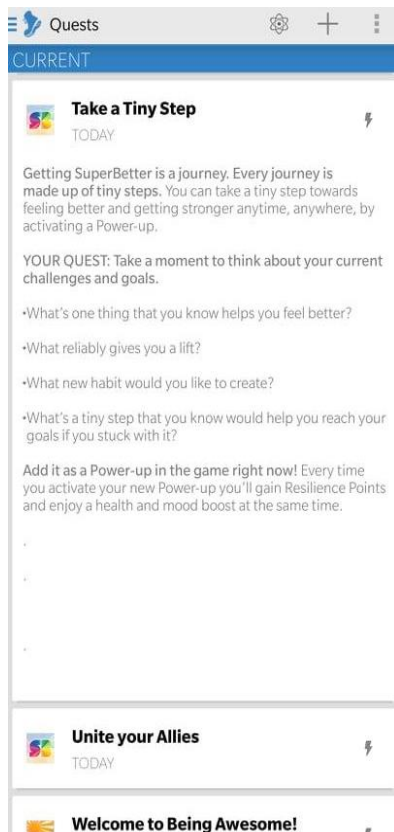 Quests
CURRENT
Take a Tiny Step
TODAY
Getting SuperBetter is a journey. Every journey is
made up of tiny steps. You can take a tiny step towards
feeling better and getting stronger anytime, anywhere, by
activating a Power-up.
YOUR QUEST: Take a moment to think about your current
challenges and goals.
•What's one thing that you know helps you feel better?
•What reliably gives you a lift?
•What new habit would you like to create?
•What's a tiny step that you know would help you reach your
goals if you stuck with it?
Add it as a Power-up in the game right now! Every time
you activate your new Power-up you'll gain Resilience Points
and enjoy a health and mood boost at the same time.
.
.
.
Unite your Allies
TODAY
Welcome to Being Awesome!